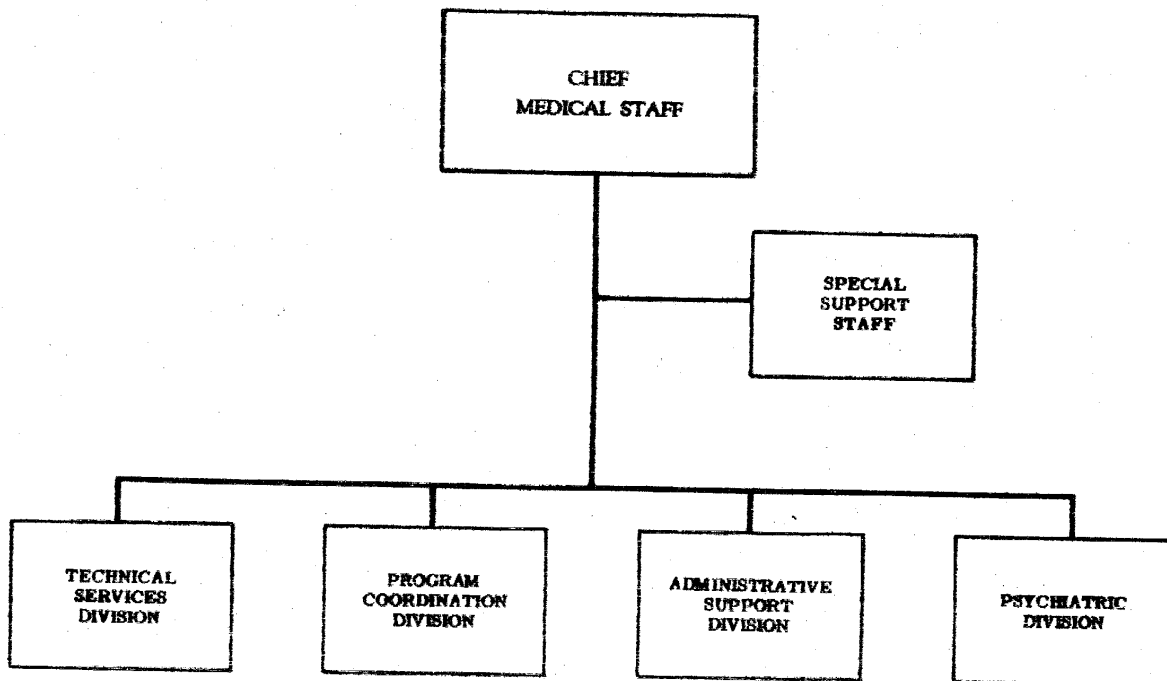 CHIEF
MEDICAL STAFF
SPECIAL
SUPPORT
STAFF
TECHNICAL
SERVICES
DIVISION
PROGRAM
COORDINATION
DIVISION
ADMINISTRATIVE
SUPPORT
DIVISION
PSYCHIATRIC
DIVISION